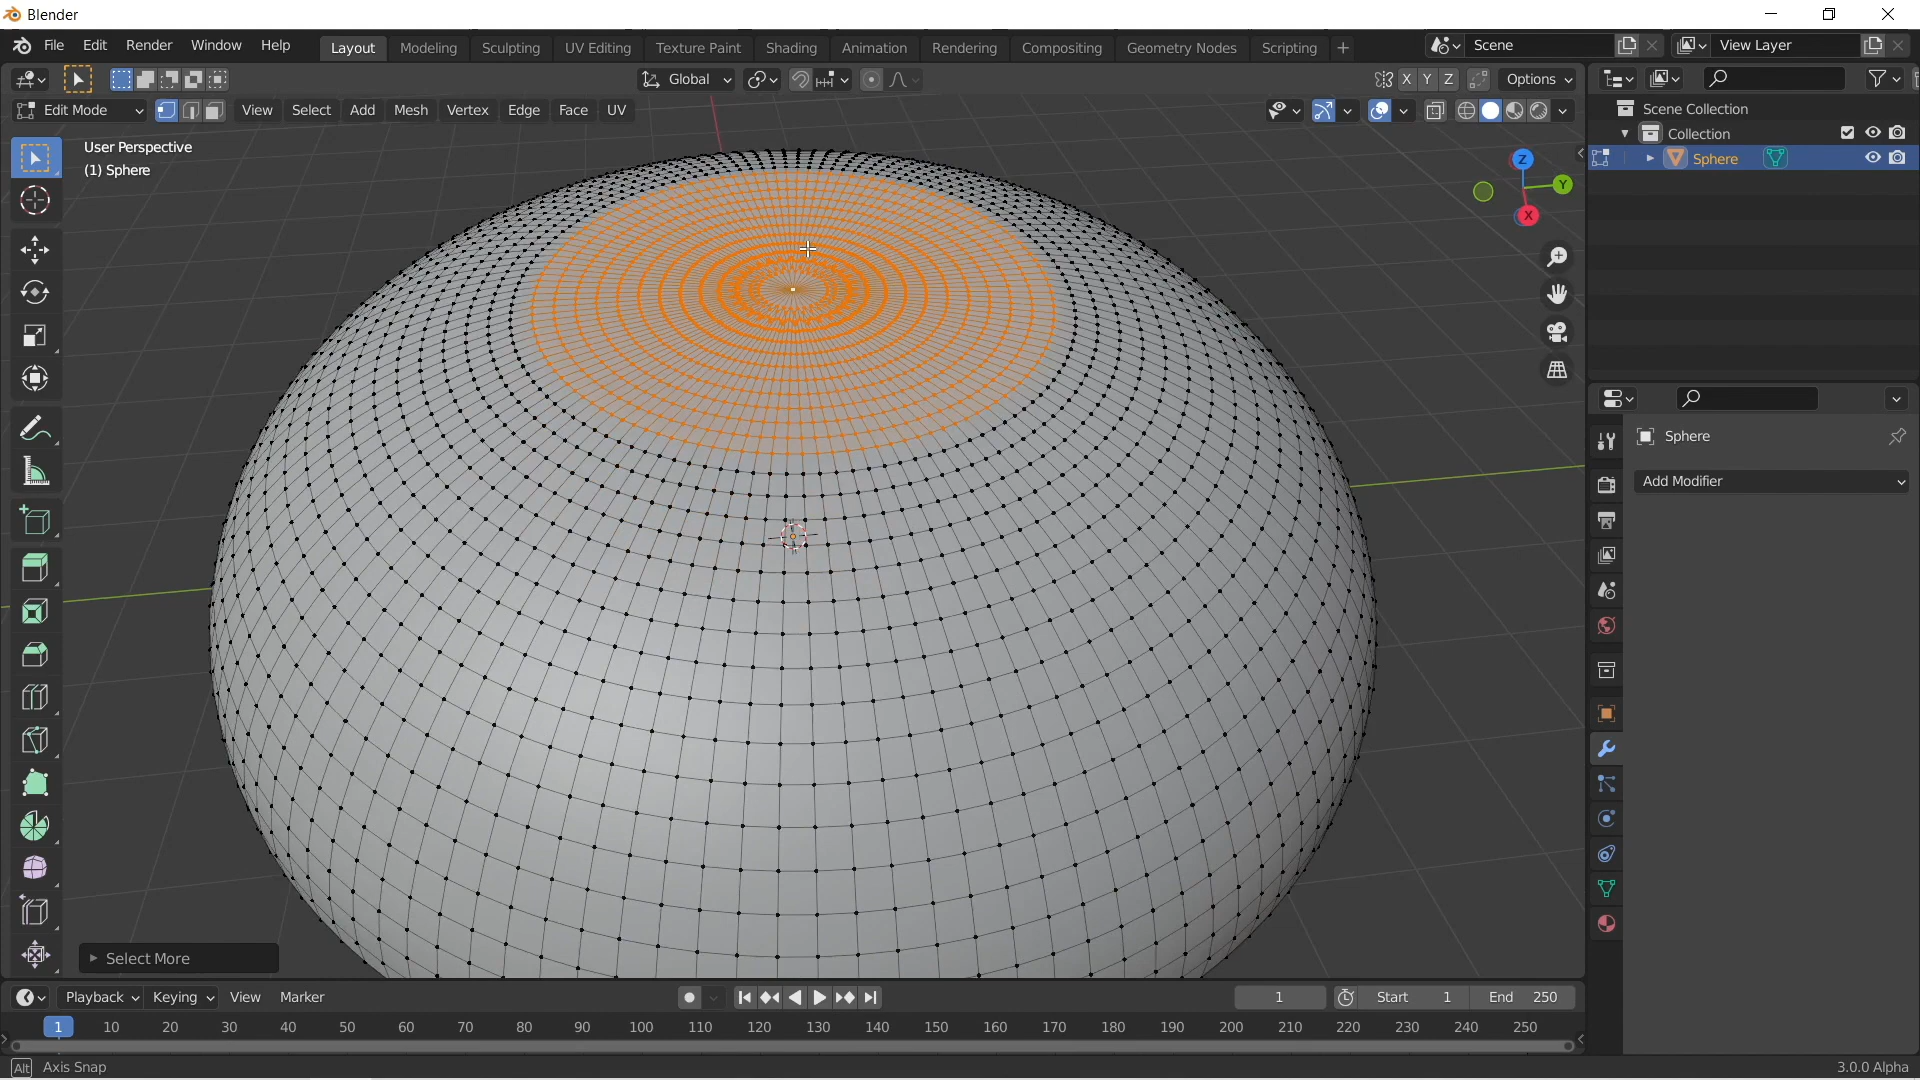 Blender
File Edit Render Window Help Layout Modeling Sculpting UV Editing Texture Paint Shading Animation Rendering Compositing Geometry Nodes Scripting + Scene View Layer
Global X Y Z Options
Edit Mode View Select Add Mesh Vertex Edge Face UV
Scene Collection
Collection
Sphere
User Perspective
(1) Sphere
Z
Y
X
Sphere
Add Modifier
Select More
Playback Keying View Marker 1 Start 1 End 250
1 10 20 30 40 50 60 70 80 90 100 110 120 130 140 150 160 170 180 190 200 210 220 230 240 250
Alt Axis Snap 3.0.0 Alpha